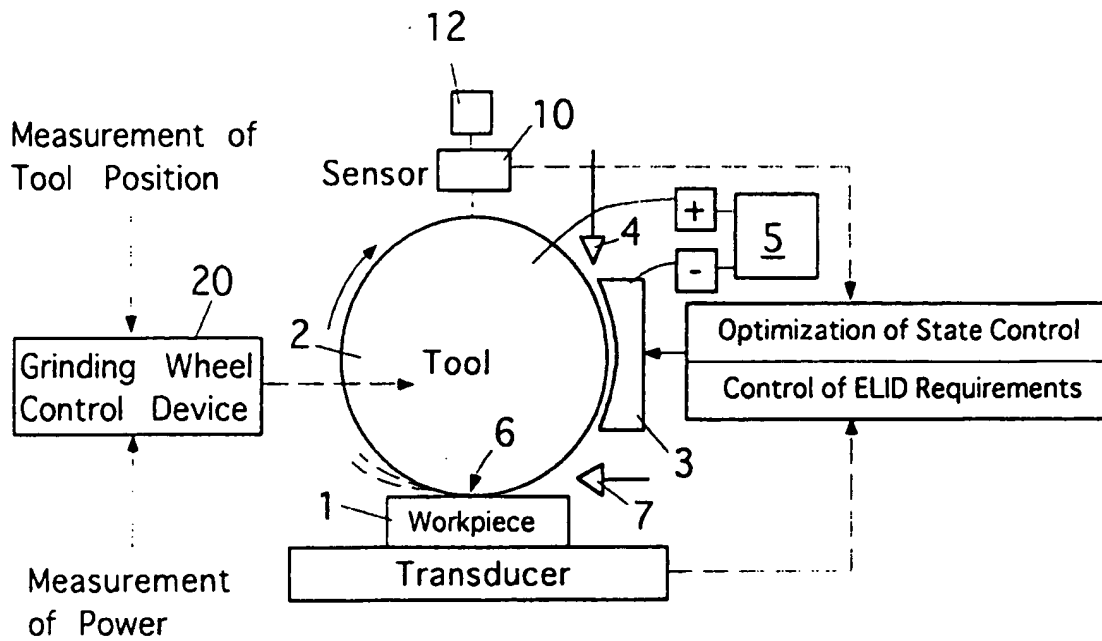 12
Measurement of
Tool Position
10
Sensor
+
4
5
-
20
2
Tool
Grinding Wheel
Control Device
Optimization of State Control
Control of ELID Requirements
6
3
1
Workpiece
7
Transducer
Measurement
of Power